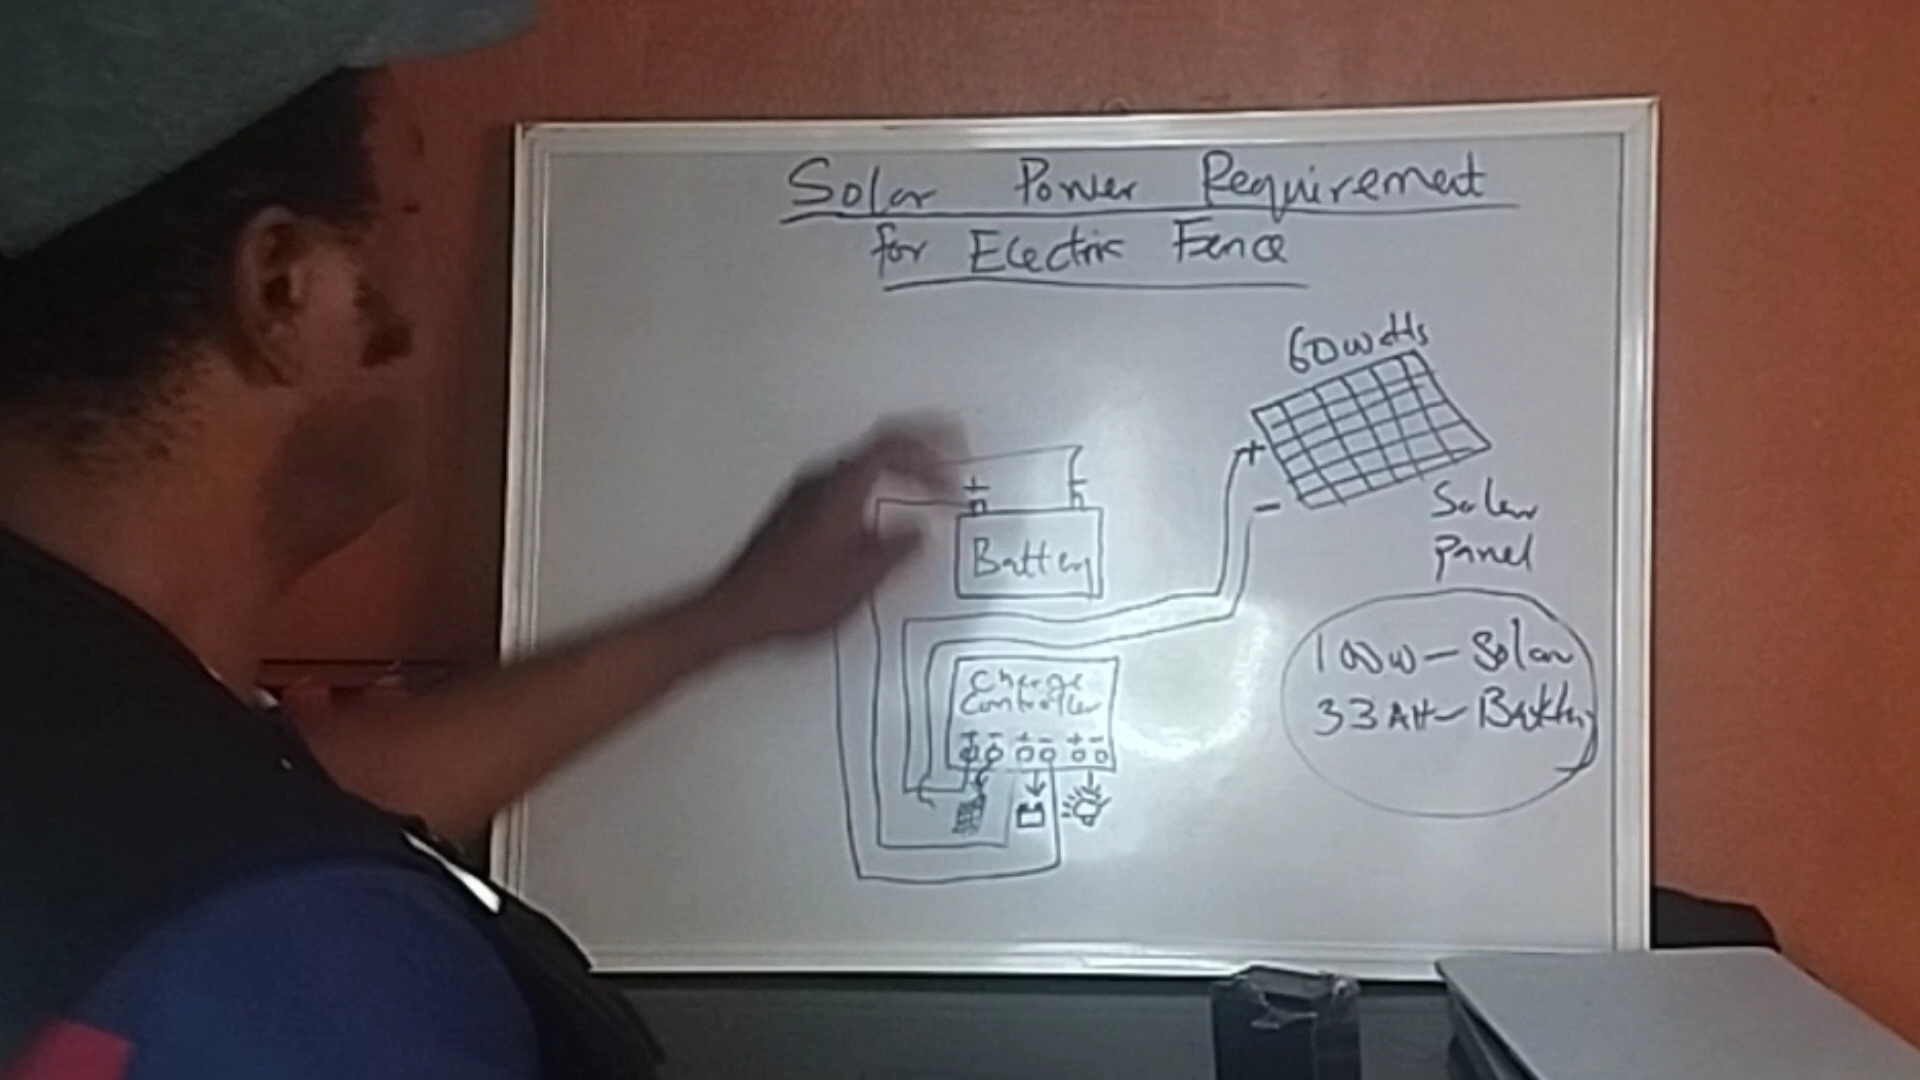 Solar Power Requirement
for Electric Fence
60watts
+
-
Solar
Panel
+ -
Battery
100W - Solar
33AH - Battery
Charge
Controller
+ - + - + -